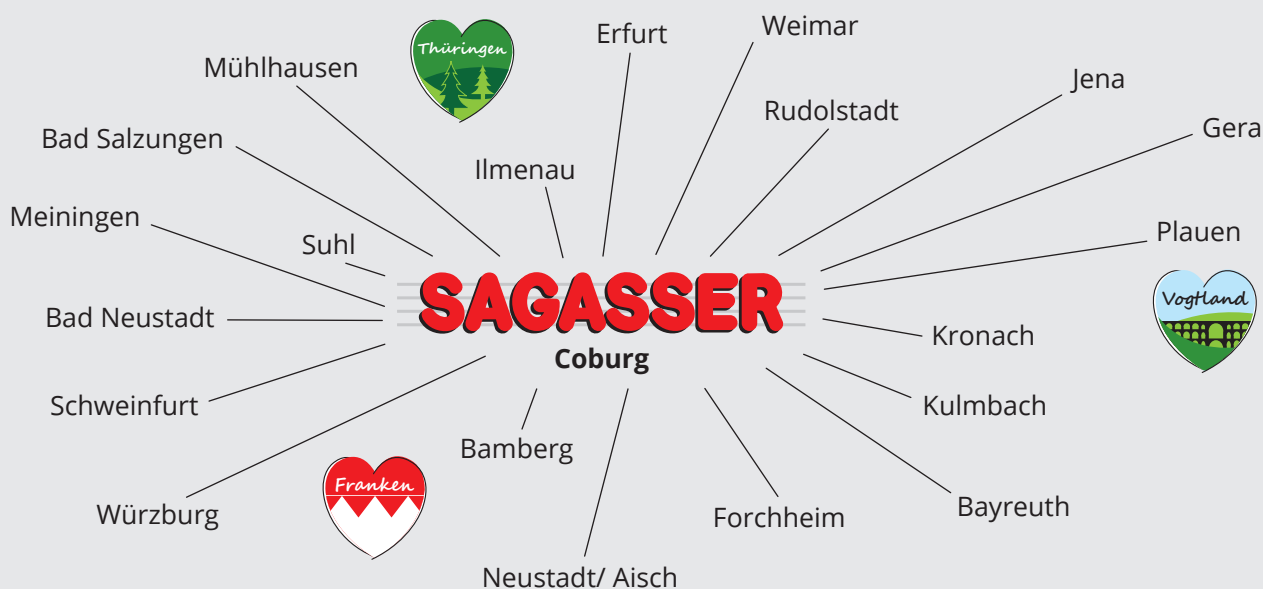 Weimar
Erfurt
Thüringen
Mühlhausen
Jena
Rudolstadt
Gera
Bad Salzungen
Ilmenau
Meiningen
Plauen
Suhl
SAGASSER
Vogtland
Bad Neustadt
Kronach
Coburg
Schweinfurt
Kulmbach
Bamberg
Franken
Bayreuth
Würzburg
Forchheim
Neustadt/ Aisch